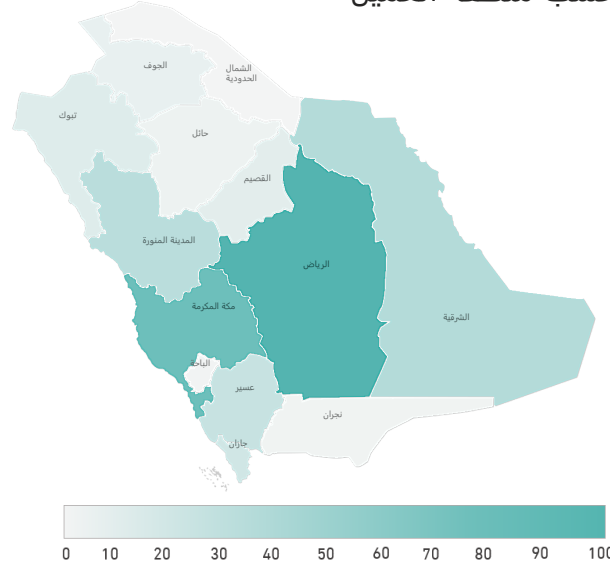 الجوف
الشمال
الحدودية
تبوك
حائل
القصيم
المدينة المنورة
الرياض
مكة المكرمة
الشرقية
الباحة
عسير
نجران
جازان
0 10 20 30 40 50 60 70 80 90 100